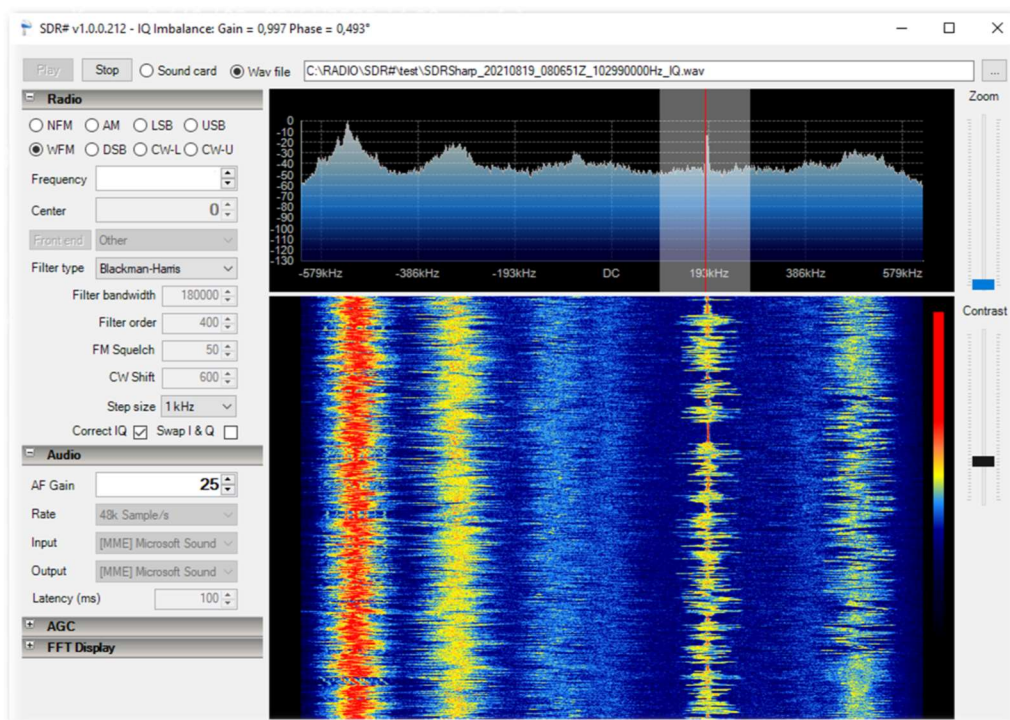 SDR# v1.0.0.212 - IQ Imbalance: Gain = 0,997 Phase = 0,493°
Play Stop Sound card Wav file C:\RADIO\SDR#\test\SDRSharp_20210819_080651Z_102990000Hz_IQ.wav ...
Radio
NFM AM LSB USB
WFM DSB CW-L CW-U
Frequency
Center 0
Front end Other
Filter type Blackman-Harris
Filter bandwidth 180000
Filter order 400
FM Squelch 50
CW Shift 600
Step size 1 kHz
Correct IQ Swap I & Q
Audio
AF Gain 25
Rate 48k Sample/s
Input [MME] Microsoft Sound
Output [MME] Microsoft Sound
Latency (ms) 100
AGC
FFT Display
0
-10
-20
-30
-40
-50
-60
-70
-80
-90
-100
-110
-120
-130
-579kHz -386kHz -193kHz DC 193kHz 386kHz 579kHz
Zoom
Contrast